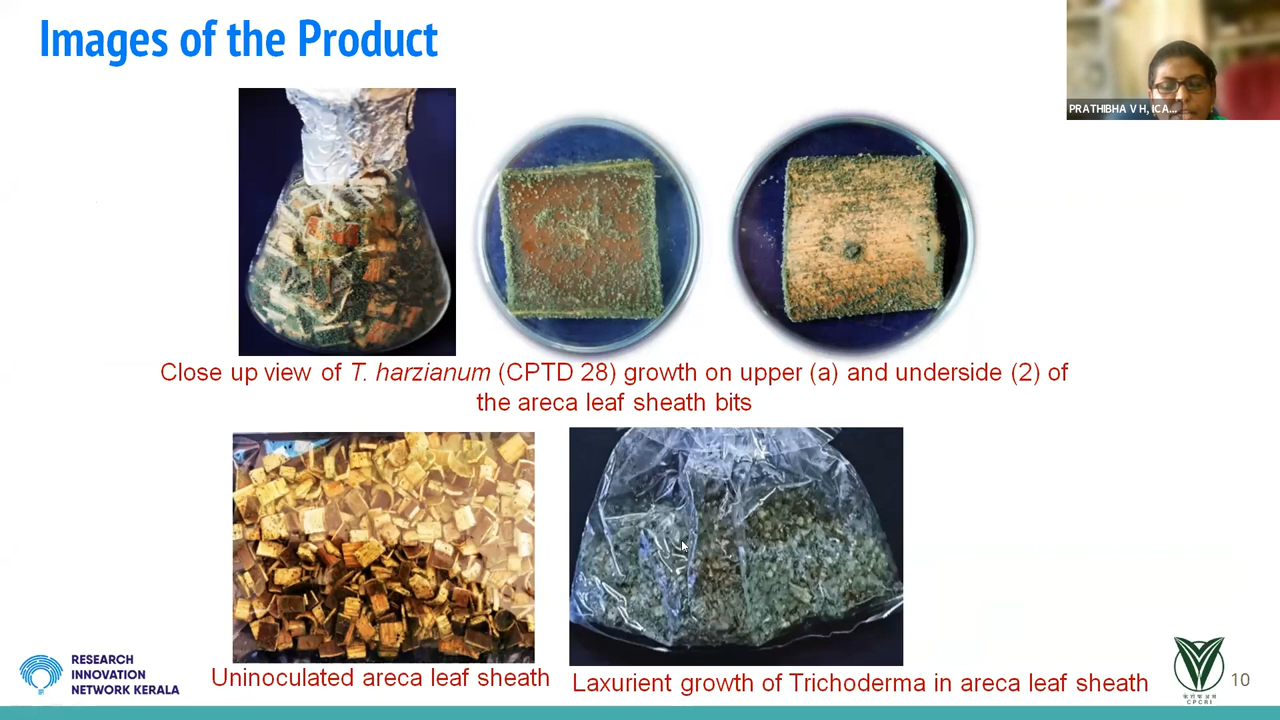 Images of the Product
PRATHIBHA V H, ICA...
Close up view of T. harzianum (CPTD 28) growth on upper (a) and underside (2) of
the areca leaf sheath bits
Uninoculated areca leaf sheath
Laxurient growth of Trichoderma in areca leaf sheath
RESEARCH
INNOVATION
NETWORK KERALA
CPCRI
10